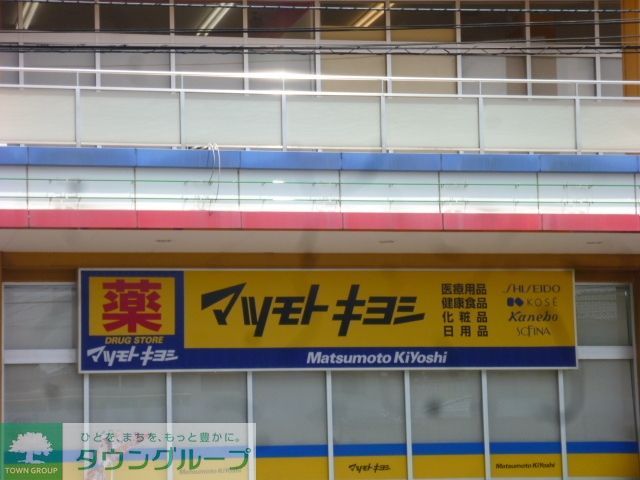 薬
DRUG STORE
マツモトキヨシ
マツモトキヨシ
医療用品
健康食品
化粧品
日用品
SHISEIDO
KOSÉ
Kanebo
SOFINA
Matsumoto KiYoshi
ひとを、まちを、もっと豊かに。
タウングループ
TOWN GROUP
Matsumoto KiYoshi
マツモトキヨシ
Matsumoto KiYoshi